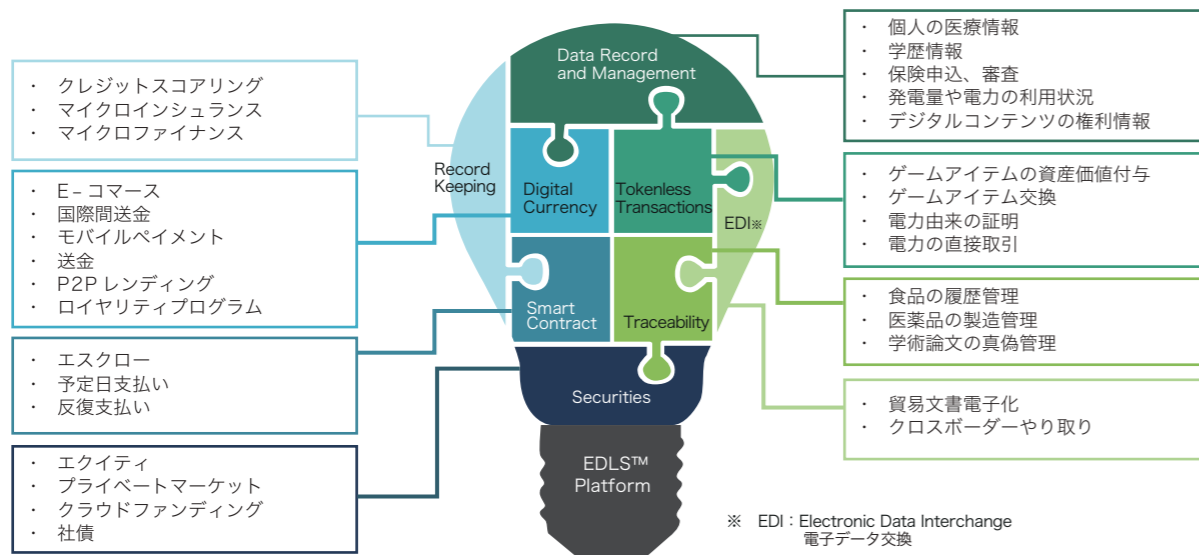 ・ クレジットスコアリング
・ マイクロインシュランス
・ マイクロファイナンス
・ E–コマース
・ 国際間送金
・ モバイルペイメント
・ 送金
・ P2P レンディング
・ ロイヤリティプログラム
・ エスクロー
・ 予定日支払い
・ 反復支払い
・ エクイティ
・ プライベートマーケット
・ クラウドファンディング
・ 社債
Data Record
and Management
Record
Keeping
Digital
Currency
Tokenless
Transactions
EDI※
Smart
Contract
Traceability
Securities
EDLS™
Platform
・ 個人の医療情報
・ 学歴情報
・ 保険申込、審査
・ 発電量や電力の利用状況
・ デジタルコンテンツの権利情報
・ ゲームアイテムの資産価値付与
・ ゲームアイテム交換
・ 電力由来の証明
・ 電力の直接取引
・ 食品の履歴管理
・ 医薬品の製造管理
・ 学術論文の真偽管理
・ 貿易文書電子化
・ クロスボーダーやり取り
※ EDI：Electronic Data Interchange
電子データ交換